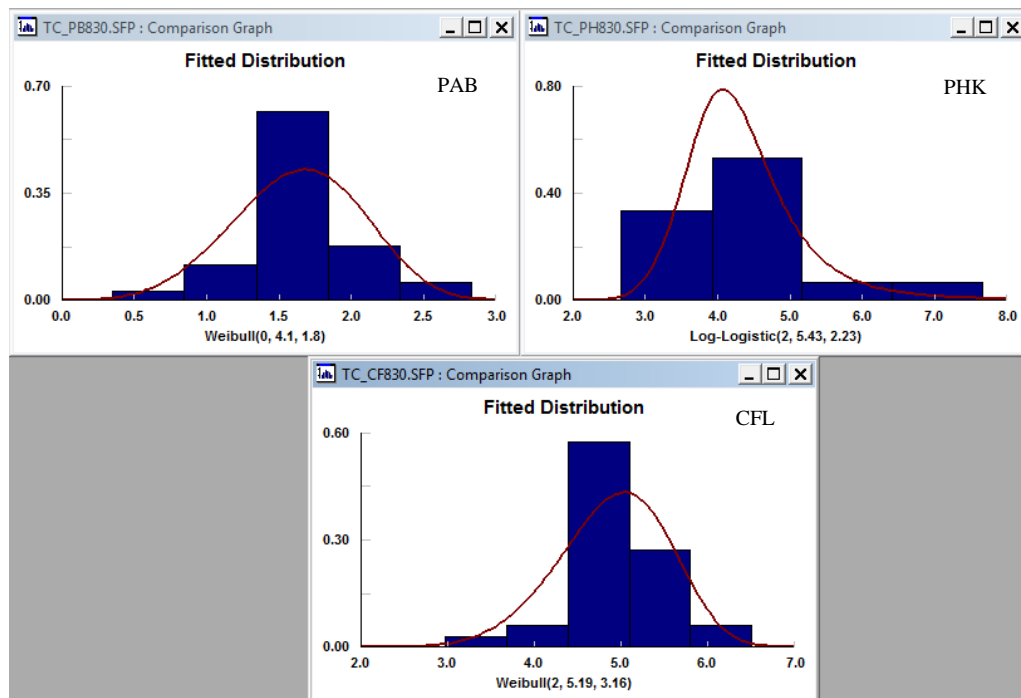 TC_PB830.SFP : Comparison Graph
Fitted Distribution
PAB
0.70
0.35
0.00
0.0 0.5 1.0 1.5 2.0 2.5 3.0
Weibull(0, 4.1, 1.8)
TC_PH830.SFP : Comparison Graph
Fitted Distribution
PHK
0.80
0.40
0.00
2.0 3.0 4.0 5.0 6.0 7.0 8.0
Log-Logistic(2, 5.43, 2.23)
TC_CF830.SFP : Comparison Graph
Fitted Distribution
CFL
0.60
0.30
0.00
2.0 3.0 4.0 5.0 6.0 7.0
Weibull(2, 5.19, 3.16)